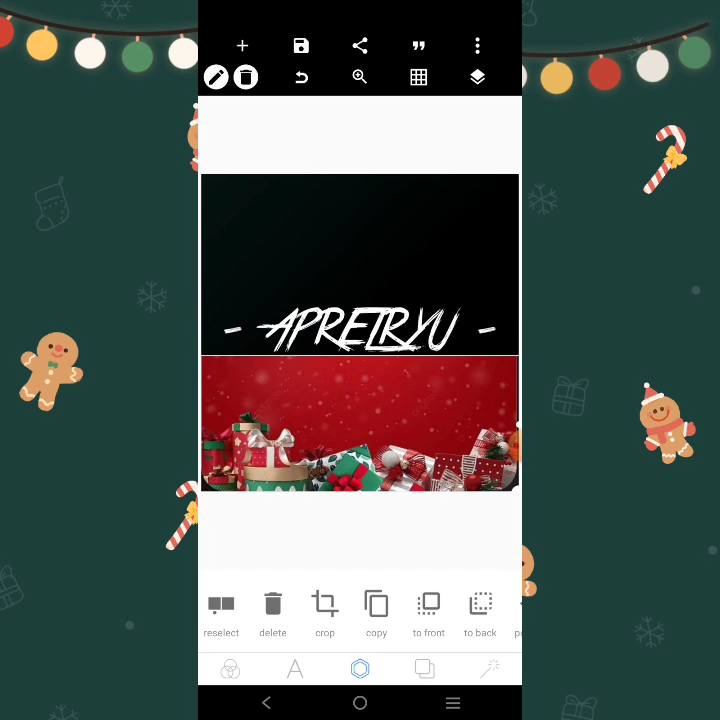 - APRELRYU -
reselect
delete
crop
copy
to front
to back